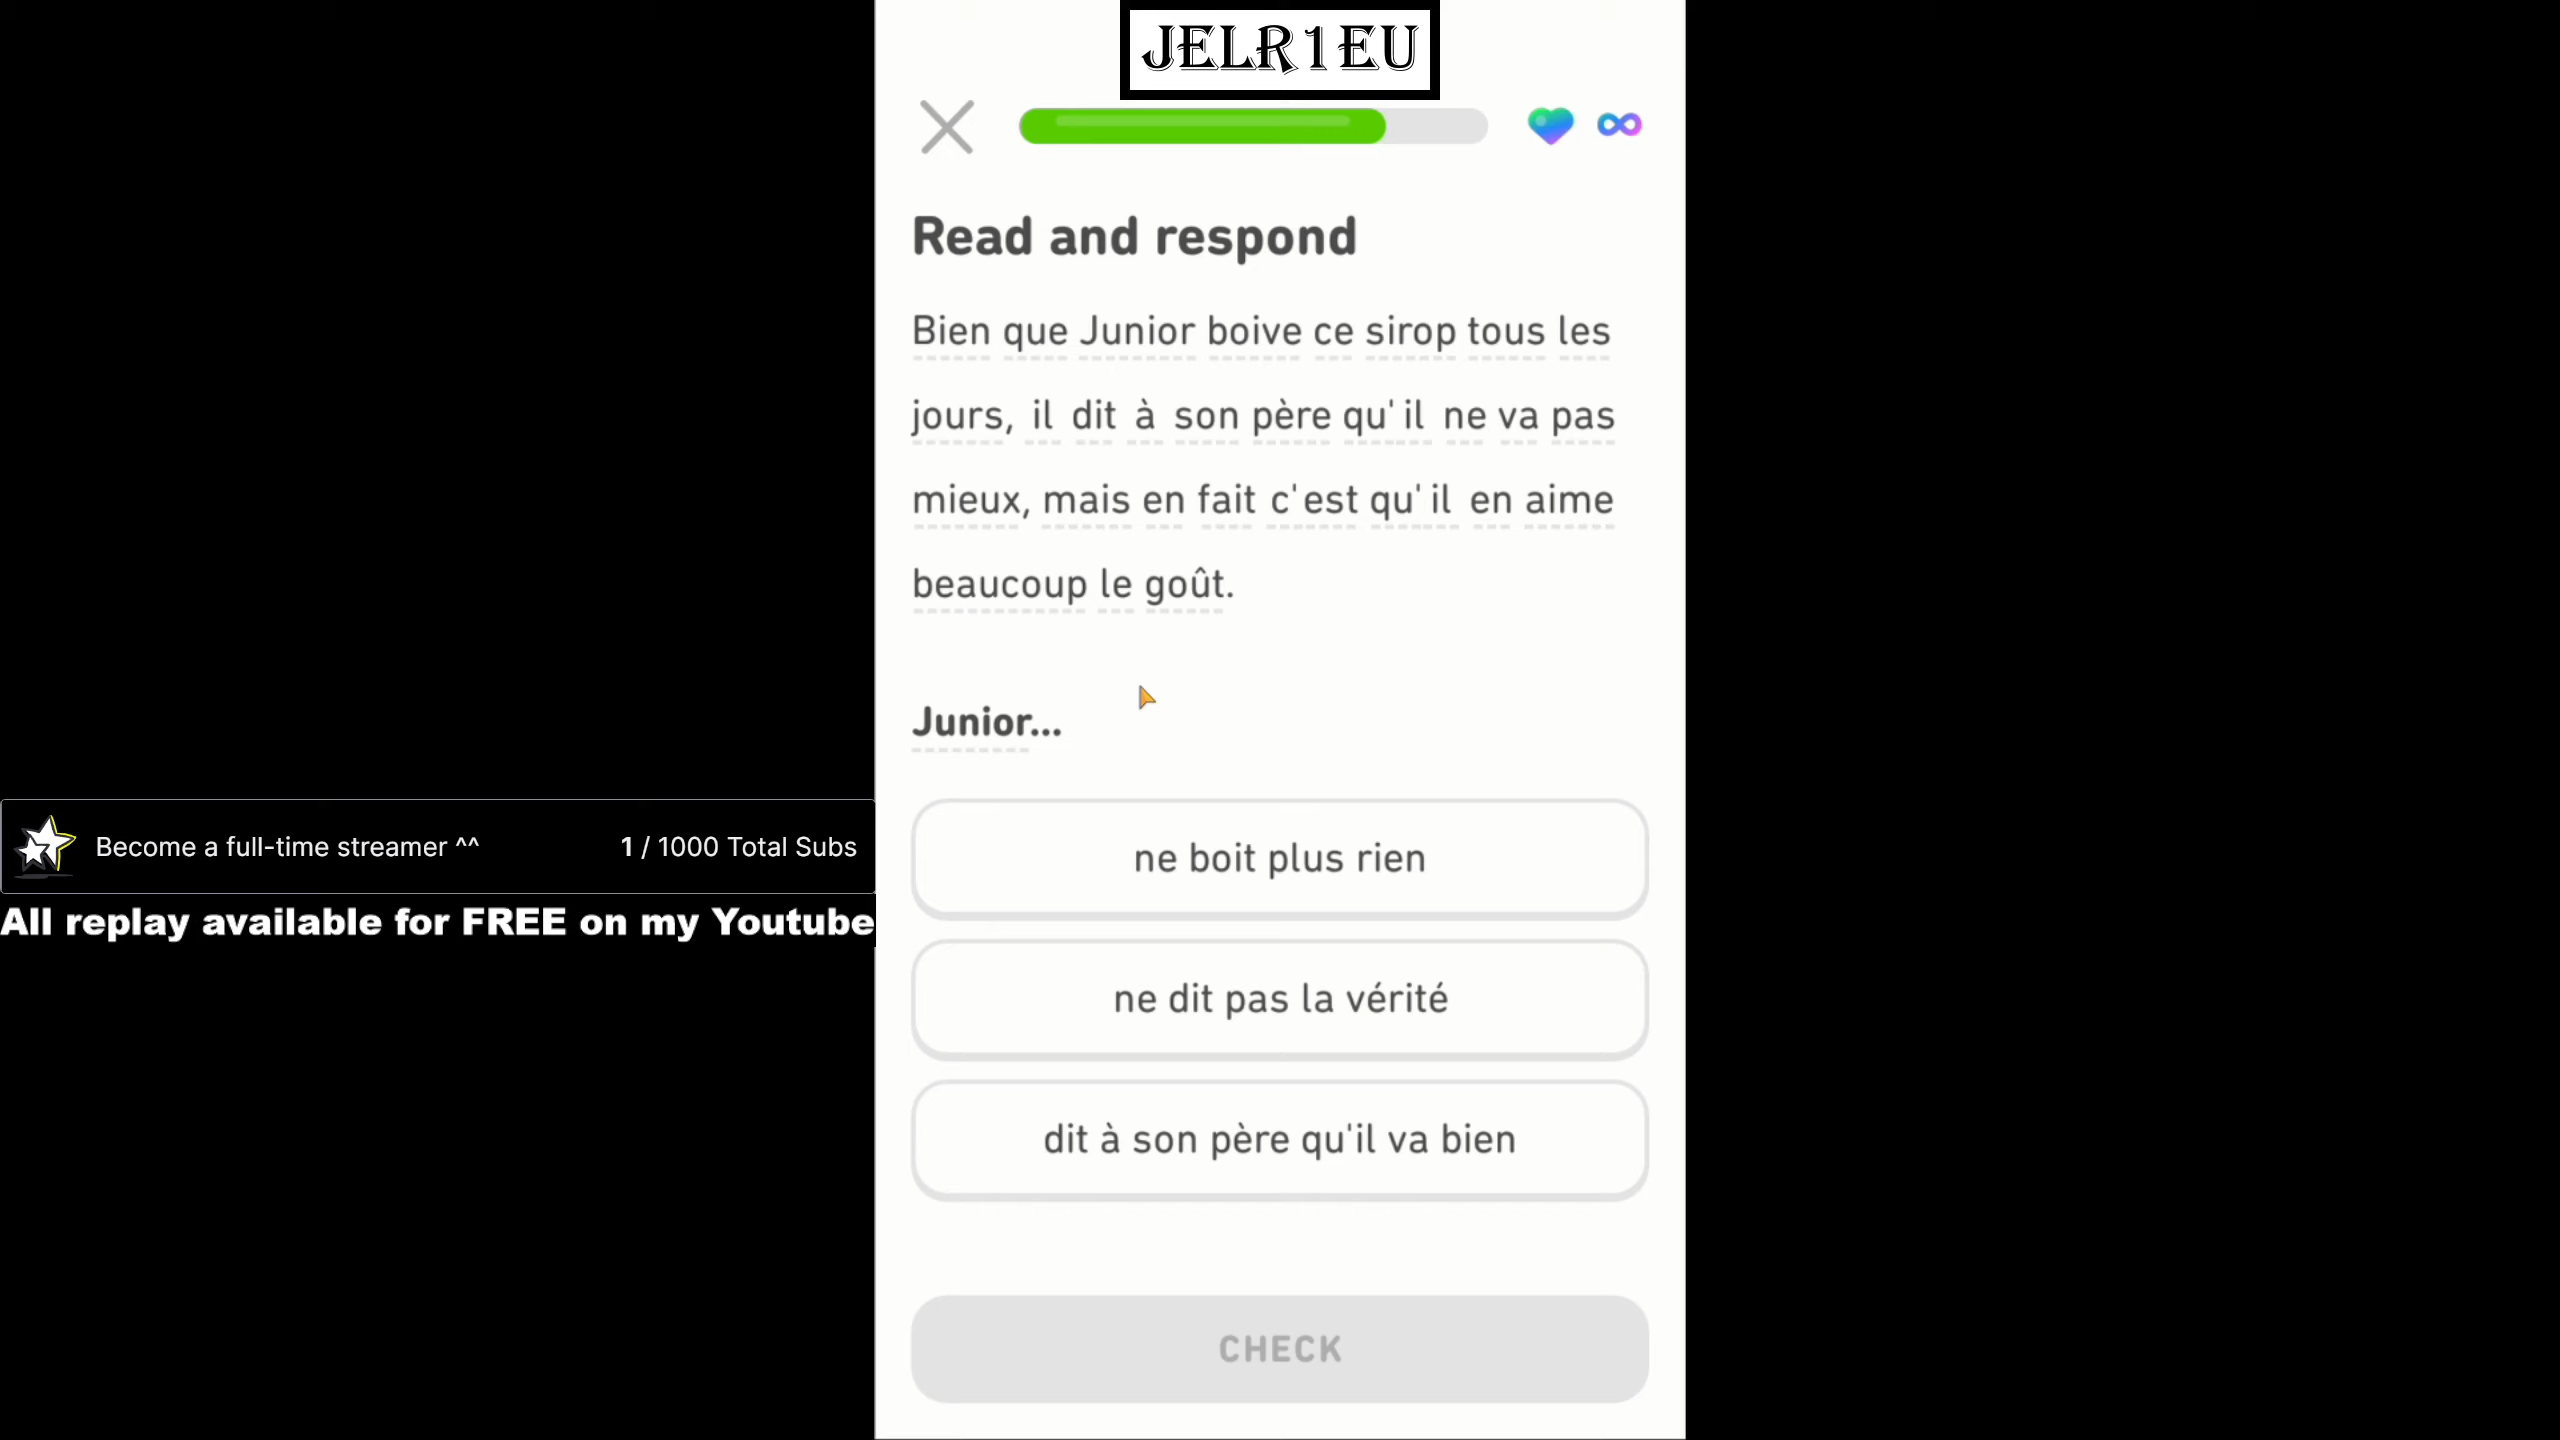 JELR1EU
Read and respond
Bien que Junior boive ce sirop tous les
jours, il dit à son père qu'il ne va pas
mieux, mais en fait c'est qu'il en aime
beaucoup le goût.
Junior...
ne boit plus rien
Become a full-time streamer ^^ 1 / 1000 Total Subs
All replay available for FREE on my Youtube
ne dit pas la vérité
dit à son père qu'il va bien
CHECK